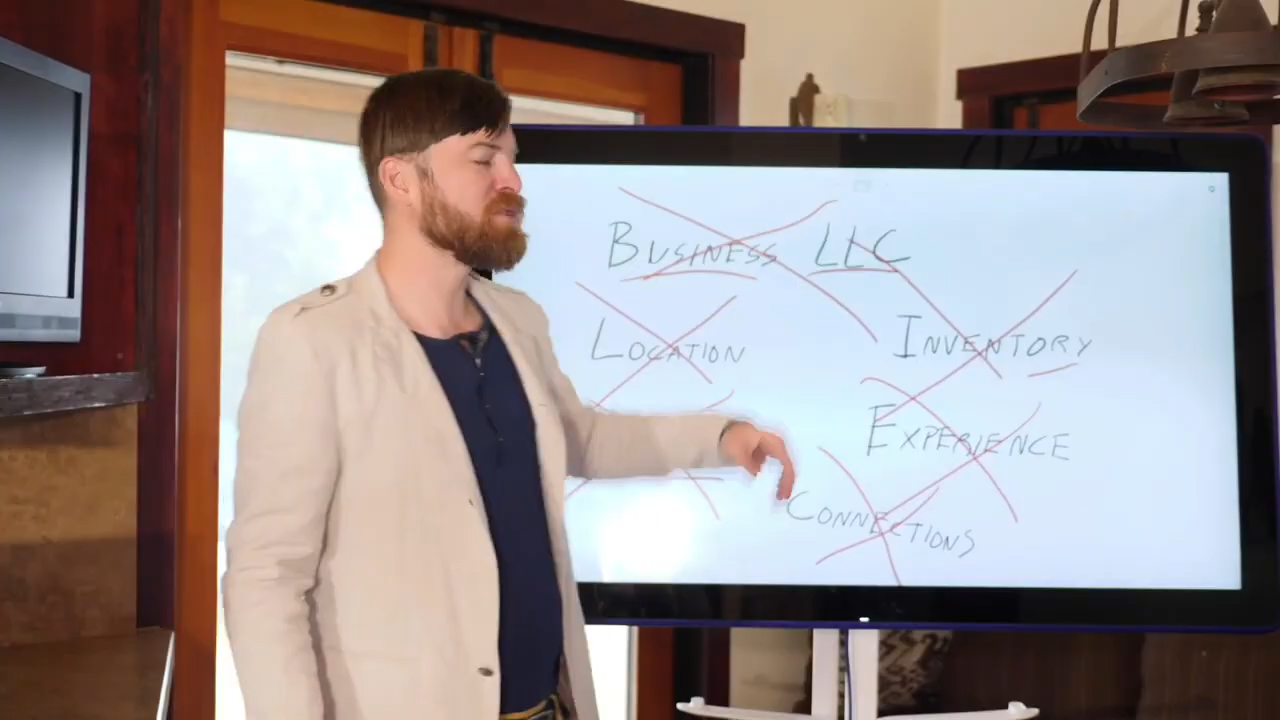 BUSINESS LLC
LOCATION
INVENTORY
EXPERIENCE
CONNECTIONS